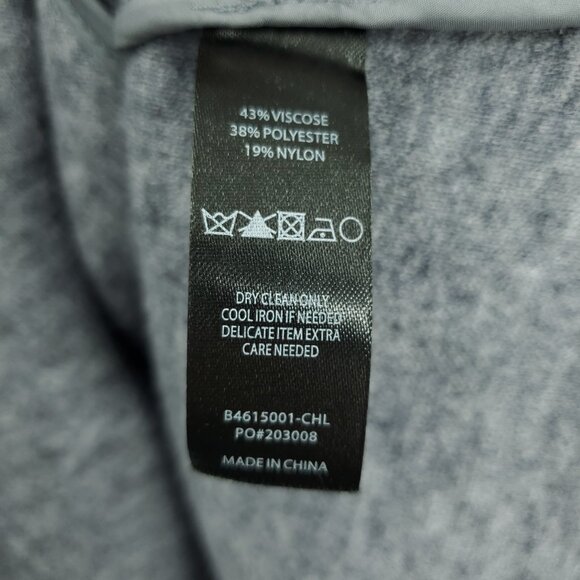 43% VISCOSE
38% POLYESTER
19% NYLON
DRY CLEAN ONLY
COOL IRON IF NEEDED
DELICATE ITEM EXTRA
CARE NEEDED
B4615001-CHL
PO#203008
MADE IN CHINA